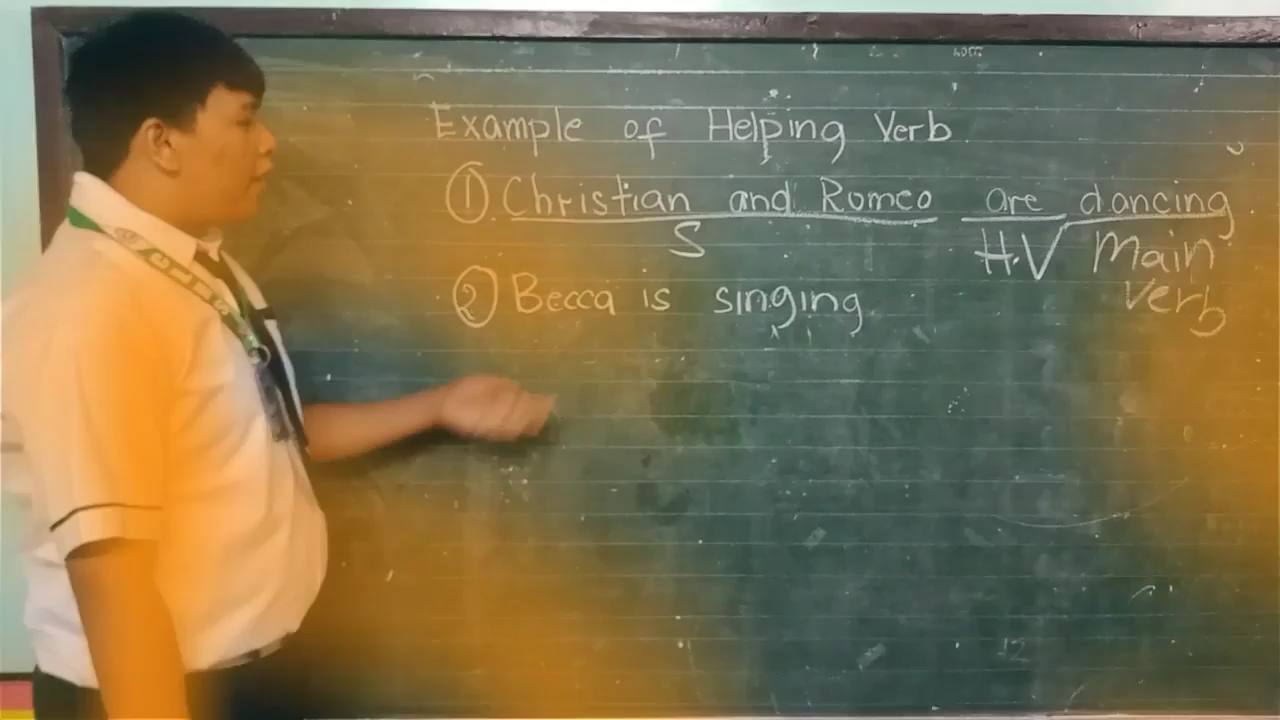 Example of Helping Verb
① Christian and Romeo are dancing
S H.V Main
Verb
② Becca is singing